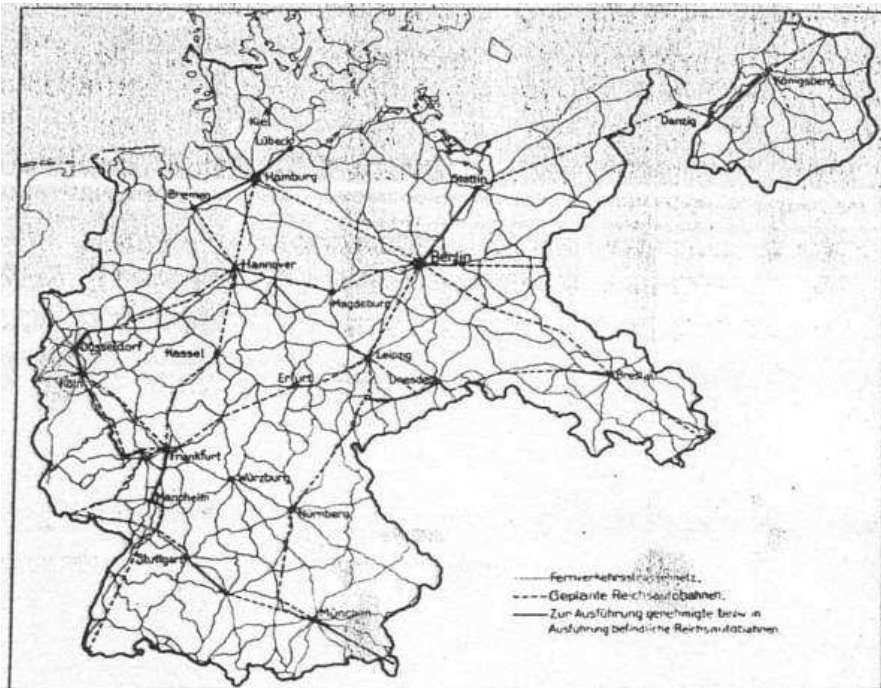 Königsberg
Danzig
Kiel
Lübeck
Hamburg
Stettin
Bremen
Berlin
Hannover
Magdeburg
Düsseldorf
Kassel
Leipzig
Köln
Erfurt
Dresden
Breslau
Frankfurt
Würzburg
Mannheim
Nürnberg
Stuttgart
München
Fernverkehrsstrassennetz.
Geplante Reichsautobahnen.
Zur Ausführung genehmigte bezw. in
Ausführung befindliche Reichsautobahnen.